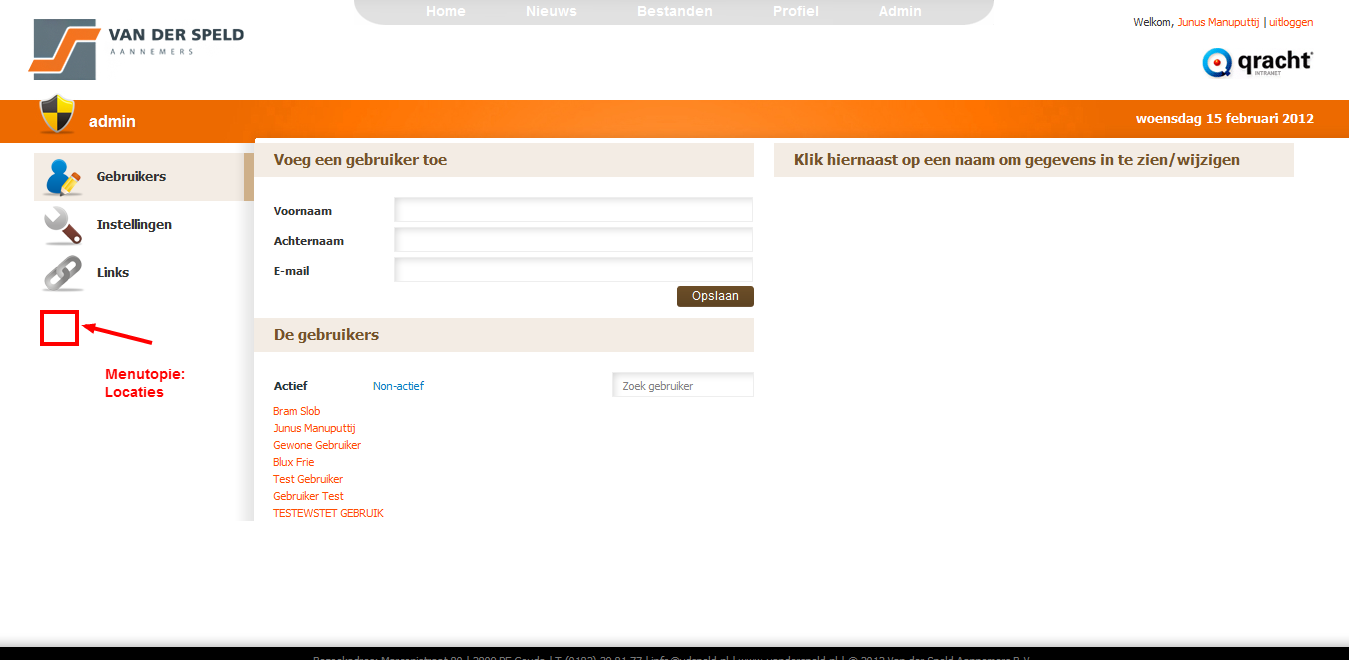 Home Nieuws Bestanden Profiel Admin
Welkom, Junus Manuputtij | uitloggen
VAN DER SPELD
AANNEMERS
qracht
INTRANET
admin
woensdag 15 februari 2012
Gebruikers
Instellingen
Links
Menutopie:
Locaties
Voeg een gebruiker toe
Voornaam
Achternaam
E-mail
Opslaan
De gebruikers
Actief Non-actief Zoek gebruiker
Bram Slob
Junus Manuputtij
Gewone Gebruiker
Blux Frie
Test Gebruiker
Gebruiker Test
TESTEWSTET GEBRUIK
Klik hiernaast op een naam om gegevens in te zien/wijzigen